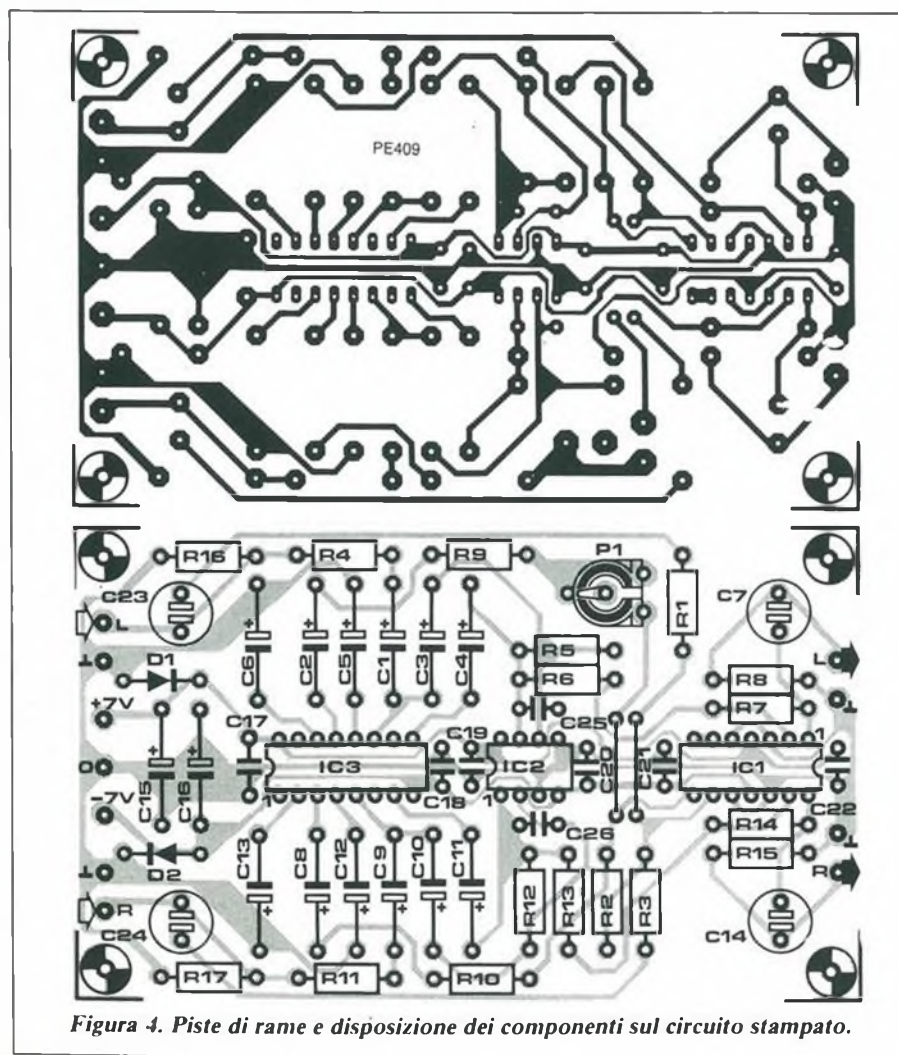 PE409
R16 R4 R9 P1
C23 C7
L R1
⊥ C6 C2 C5 C1 C3 C4 R5 L
D1 R6 R8
+7V R7 ⊥
C17 C19 C25 1
0 C15 C16 IC3 IC2 C20 C21 IC1
1 C18 1 C22
-7V C26
R14 ⊥
D2 C13 C8 C12 C9 C10 C11 R15
⊥ R12 R13 R2 R3 R
R
C24 C14
R17 R11 R10
Figura 4. Piste di rame e disposizione dei componenti sul circuito stampato.